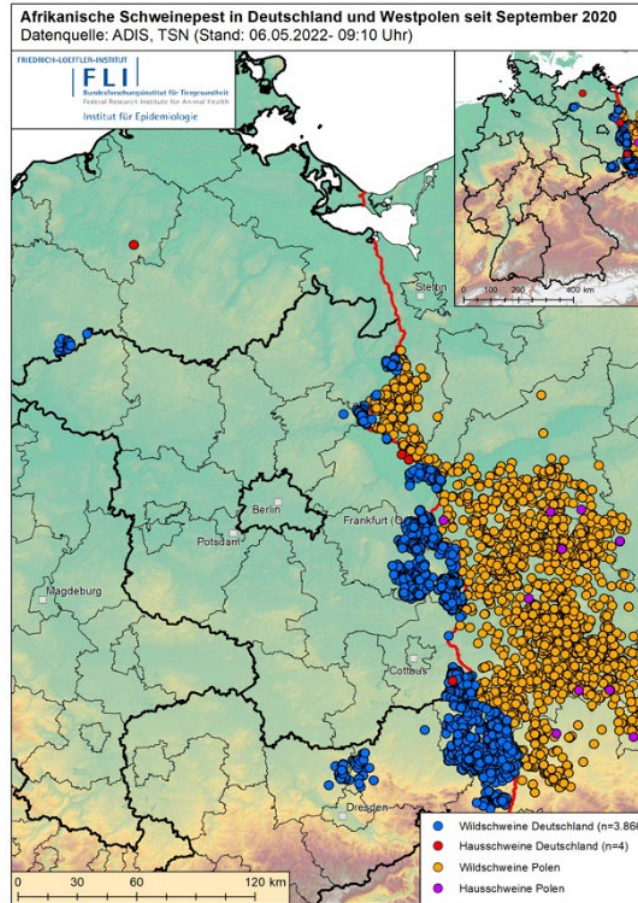 Afrikanische Schweinepest in Deutschland und Westpolen seit September 2020
Datenquelle: ADIS, TSN (Stand: 06.05.2022- 09:10 Uhr)
FRIEDRICH-LOEFFLER-INSTITUT
FLI
Bundesforschungsinstitut für Tiergesundheit
Federal Research Institute for Animal Health
Institut für Epidemiologie
0 100 200 400 km
Stettin
Berlin
Frankfurt (O
Potsdam
Magdeburg
Cottbus
Dresden
Wildschweine Deutschland (n=3.866
Hausschweine Deutschland (n=4)
Wildschweine Polen
Hausschweine Polen
0 30 60 120 km